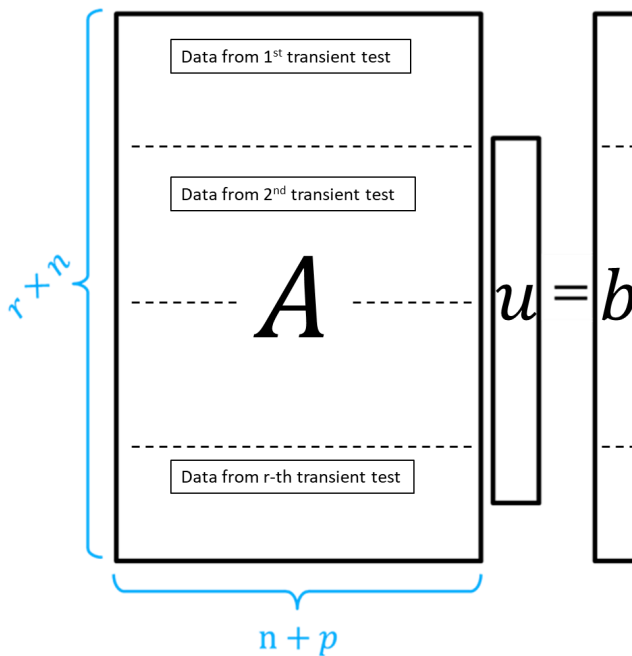 Data from 1st transient test
Data from 2nd transient test
r × n
A
u = b
Data from r-th transient test
n + p